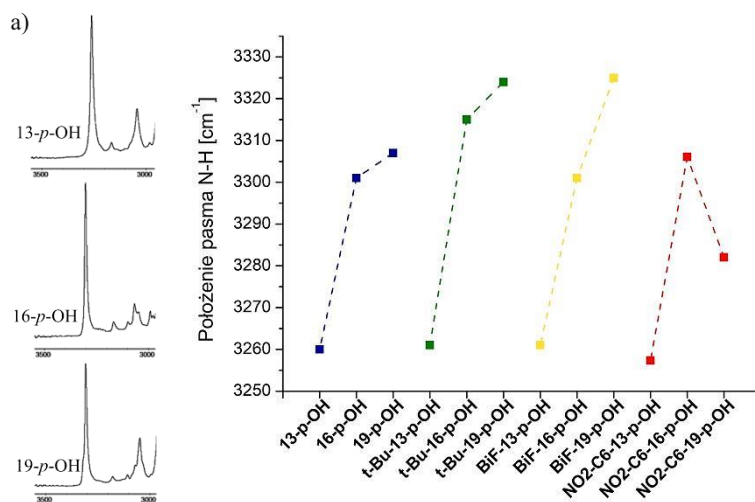 a)
13-p-OH
3500
3000
16-p-OH
3500
3000
19-p-OH
3500
3000
Położenie pasma N-H [cm⁻¹]
3330
3320
3310
3300
3290
3280
3270
3260
3250
13-p-OH
16-p-OH
19-p-OH
t-Bu-13-p-OH
t-Bu-16-p-OH
t-Bu-19-p-OH
BiF-13-p-OH
BiF-16-p-OH
BiF-19-p-OH
NO2-C6-13-p-OH
NO2-C6-16-p-OH
NO2-C6-19-p-OH